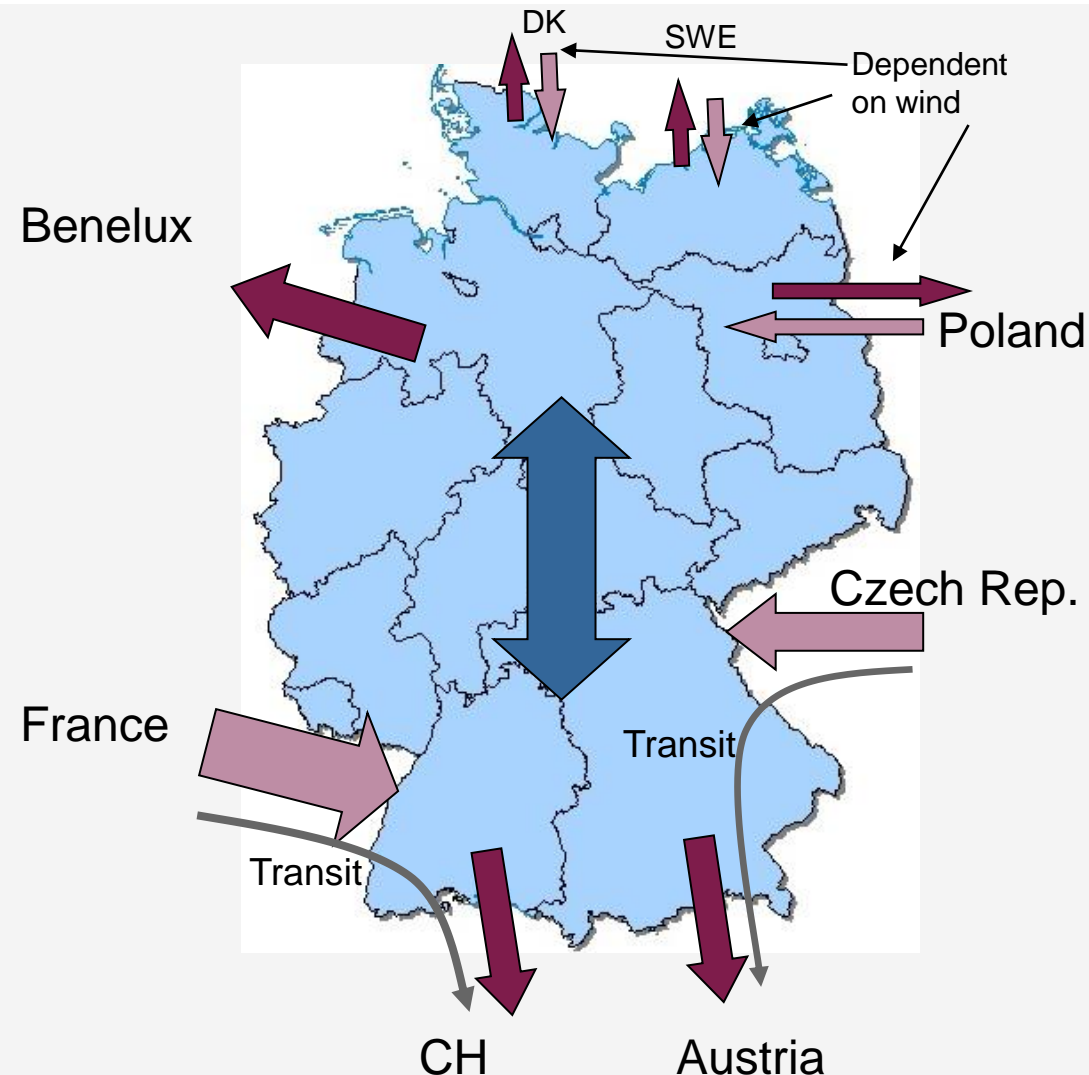 DK
SWE
Dependent
on wind
Benelux
Poland
Czech Rep.
France
Transit
Transit
CH
Austria